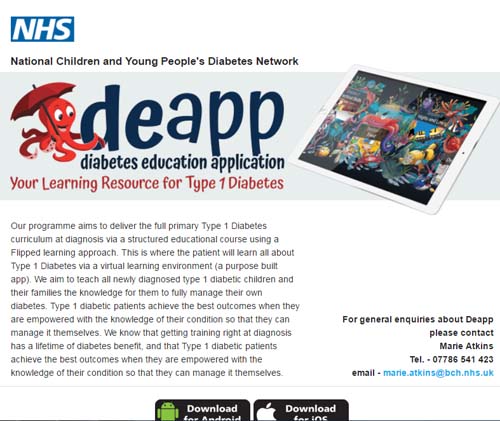 NHS
National Children and Young People's Diabetes Network
deapp
diabetes education application
Your Learning Resource for Type 1 Diabetes
Our programme aims to deliver the full primary Type 1 Diabetes
curriculum at diagnosis via a structured educational course using a
Flipped learning approach. This is where the patient will learn all about
Type 1 Diabetes via a virtual learning environment (a purpose built
app). We aim to teach all newly diagnosed type 1 diabetic children and
their families the knowledge for them to fully manage their own
diabetes. Type 1 diabetic patients achieve the best outcomes when they
are empowered with the knowledge of their condition so that they can
manage it themselves. We know that getting training right at diagnosis
has a lifetime of diabetes benefit, and that Type 1 diabetic patients
achieve the best outcomes when they are empowered with the
knowledge of their condition so that they can manage it themselves.
For general enquiries about Deapp
please contact
Marie Atkins
Tel. - 07786 541 423
email - marie.atkins@bch.nhs.uk
Download
for Android
Download
for iOS